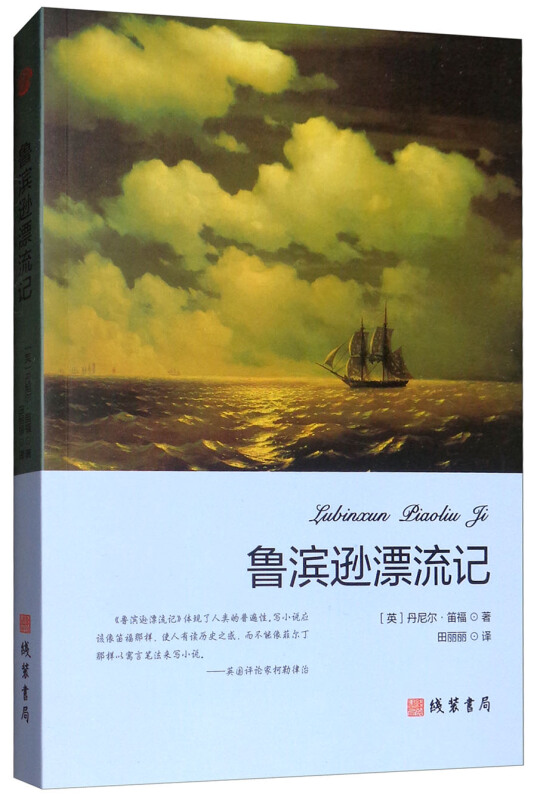 鲁滨逊漂流记
Lubinxun Piaoliu Ji
鲁滨逊漂流记
[英]丹尼尔·笛福⊙著
田丽丽⊙译
《鲁滨逊漂流记》体现了人类的普遍性。写小说应
该像笛福那样，使人有读历史之感，而不能像菲尔丁
那样以寓言笔法来写小说。
——英国评论家柯勒律治
线装书局
线装书局